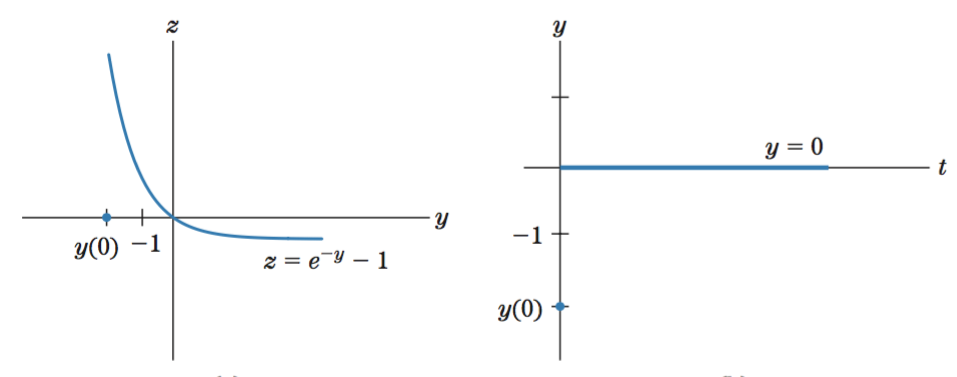 z
y
y(0) −1
z = e^{−y} − 1
y
y = 0
t
−1
y(0)